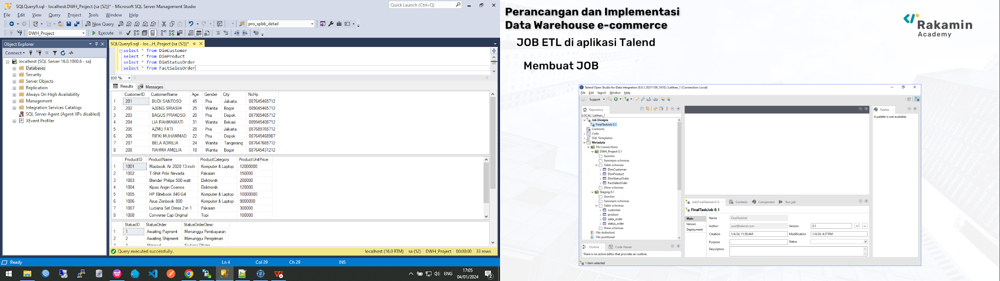 SQLQuery9.sql - localhost.DWH_Project (sa (52))* - Microsoft SQL Server Management Studio
Quick Launch (Ctrl+Q)
File Edit View Query Project Tools Window Help
New Query
pro_spbb_detail
DWH_Project
Execute
Object Explorer
Connect
localhost (SQL Server 16.0.1000.6 - sa)
Databases
Security
Server Objects
Replication
Always On High Availability
Management
Integration Services Catalogs
SQL Server Agent (Agent XPs disabled)
XEvent Profiler
SQLQuery9.sql - loc...H_Project (sa (52))*
select * from DimCustomer
select * from DimProduct
select * from DimStatusOrder
select * from FactSalesOrder
100 %
Results Messages
CustomerID CustomerName Age Gender City NoHp
1 201 BUDI SANTOSO 45 Pria Jakarta 087645465712
2 202 AJENG SRIASIH 25 Wanita Bogor 089045465712
3 203 BAGUS PRAKOSO 20 Pria Depok 087905465712
4 204 LIA RAHMAWATI 31 Wanita Bekasi 089945408712
5 205 AZMU FATI 28 Pria Jakarta 087689765712
6 206 RIFKI MUHAMMAD 22 Pria Depok 087645468907
7 207 BELA ADRILIA 24 Wanita Tangerang 087647665712
8 208 RAHMA AMELIA 18 Wanita Bogor 087645431212
ProductID ProductName ProductCategory ProductUnitPrice
1 1001 Macbook Air 2020 13 inch Komputer & Laptop 12000000
2 1002 T-Shirt Polo Nevada Pakaian 150000
3 1003 Blender Philips 500 watt Elektronik 200000
4 1004 Kipas Angin Cosmos Elektronik 120000
5 1005 HP Elitebook 840 G4 Komputer & Laptop 10000000
6 1006 Asus Zenbook 800 Komputer & Laptop 9000000
7 1007 Luciana Set Dress 2 in 1 Pakaian 300000
8 1008 Converse Cap Original Topi 180000
StatusID StatusOrder StatusOrderDesc
1 1 Awaiting Payment Menunggu Pembayaran
2 2 Awaiting Shipment Menunggu Pengiriman
3 3 Shipped Sedang Dikirim
Query executed successfully.
localhost (16.0 RTM) sa (52) DWH_Project 00:00:00 33 rows
Ready
Ln 4 Col 29 Ch 29 INS
ENG
17:05
04/01/2024
2
Perancangan dan Implementasi
Data Warehouse e-commerce
JOB ETL di aplikasi Talend
Membuat JOB
Rakamin
Academy
Talend Open Studio for Data Integration (8.0.1.20211109_1610) | Latihan_1 (Connection: Local)
File Edit Search Window Help
Support
Repository
LOCAL: Latihan_1
Job Designs
FinalTaskJob 0.1
Contexts
Code
SQL Templates
Metadata
Db Connections
DWH_Project 0.1
Queries
Synonym schemas
Table schemas
DimCustomer
DimProduct
DimStatusOrder
FactSalesOrder
View schemas
Staging 0.1
Queries
Synonym schemas
Table schemas
customer
product
sales_order
status_order
View schemas
File delimited
File positional
Outline Code Viewer
There is no active editor that provides an outline.
1 item selected
Palette
A palette is not available.
Job(FinalTaskJob 0.1) Contexts Component Run job
FinalTaskJob 0.1
Main
Version
Deployment
Name FinalTaskJob
Author user@talend.com Version 0.1 M m
Creation 1/4/24, 11:58 AM Modification 1/4/24, 4:37 PM
Purpose Status
Description